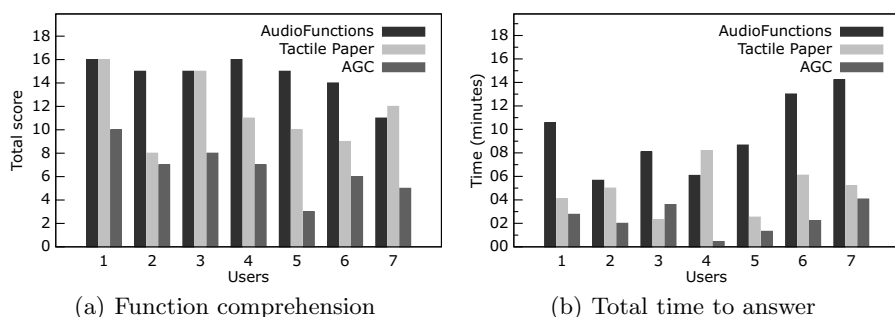 AudioFunctions
Tactile Paper
AGC
Total score
18
16
14
12
10
8
6
4
2
0
1 2 3 4 5 6 7
Users
(a) Function comprehension
AudioFunctions
Tactile Paper
AGC
Time (minutes)
18
16
14
12
10
08
06
04
02
00
1 2 3 4 5 6 7
Users
(b) Total time to answer